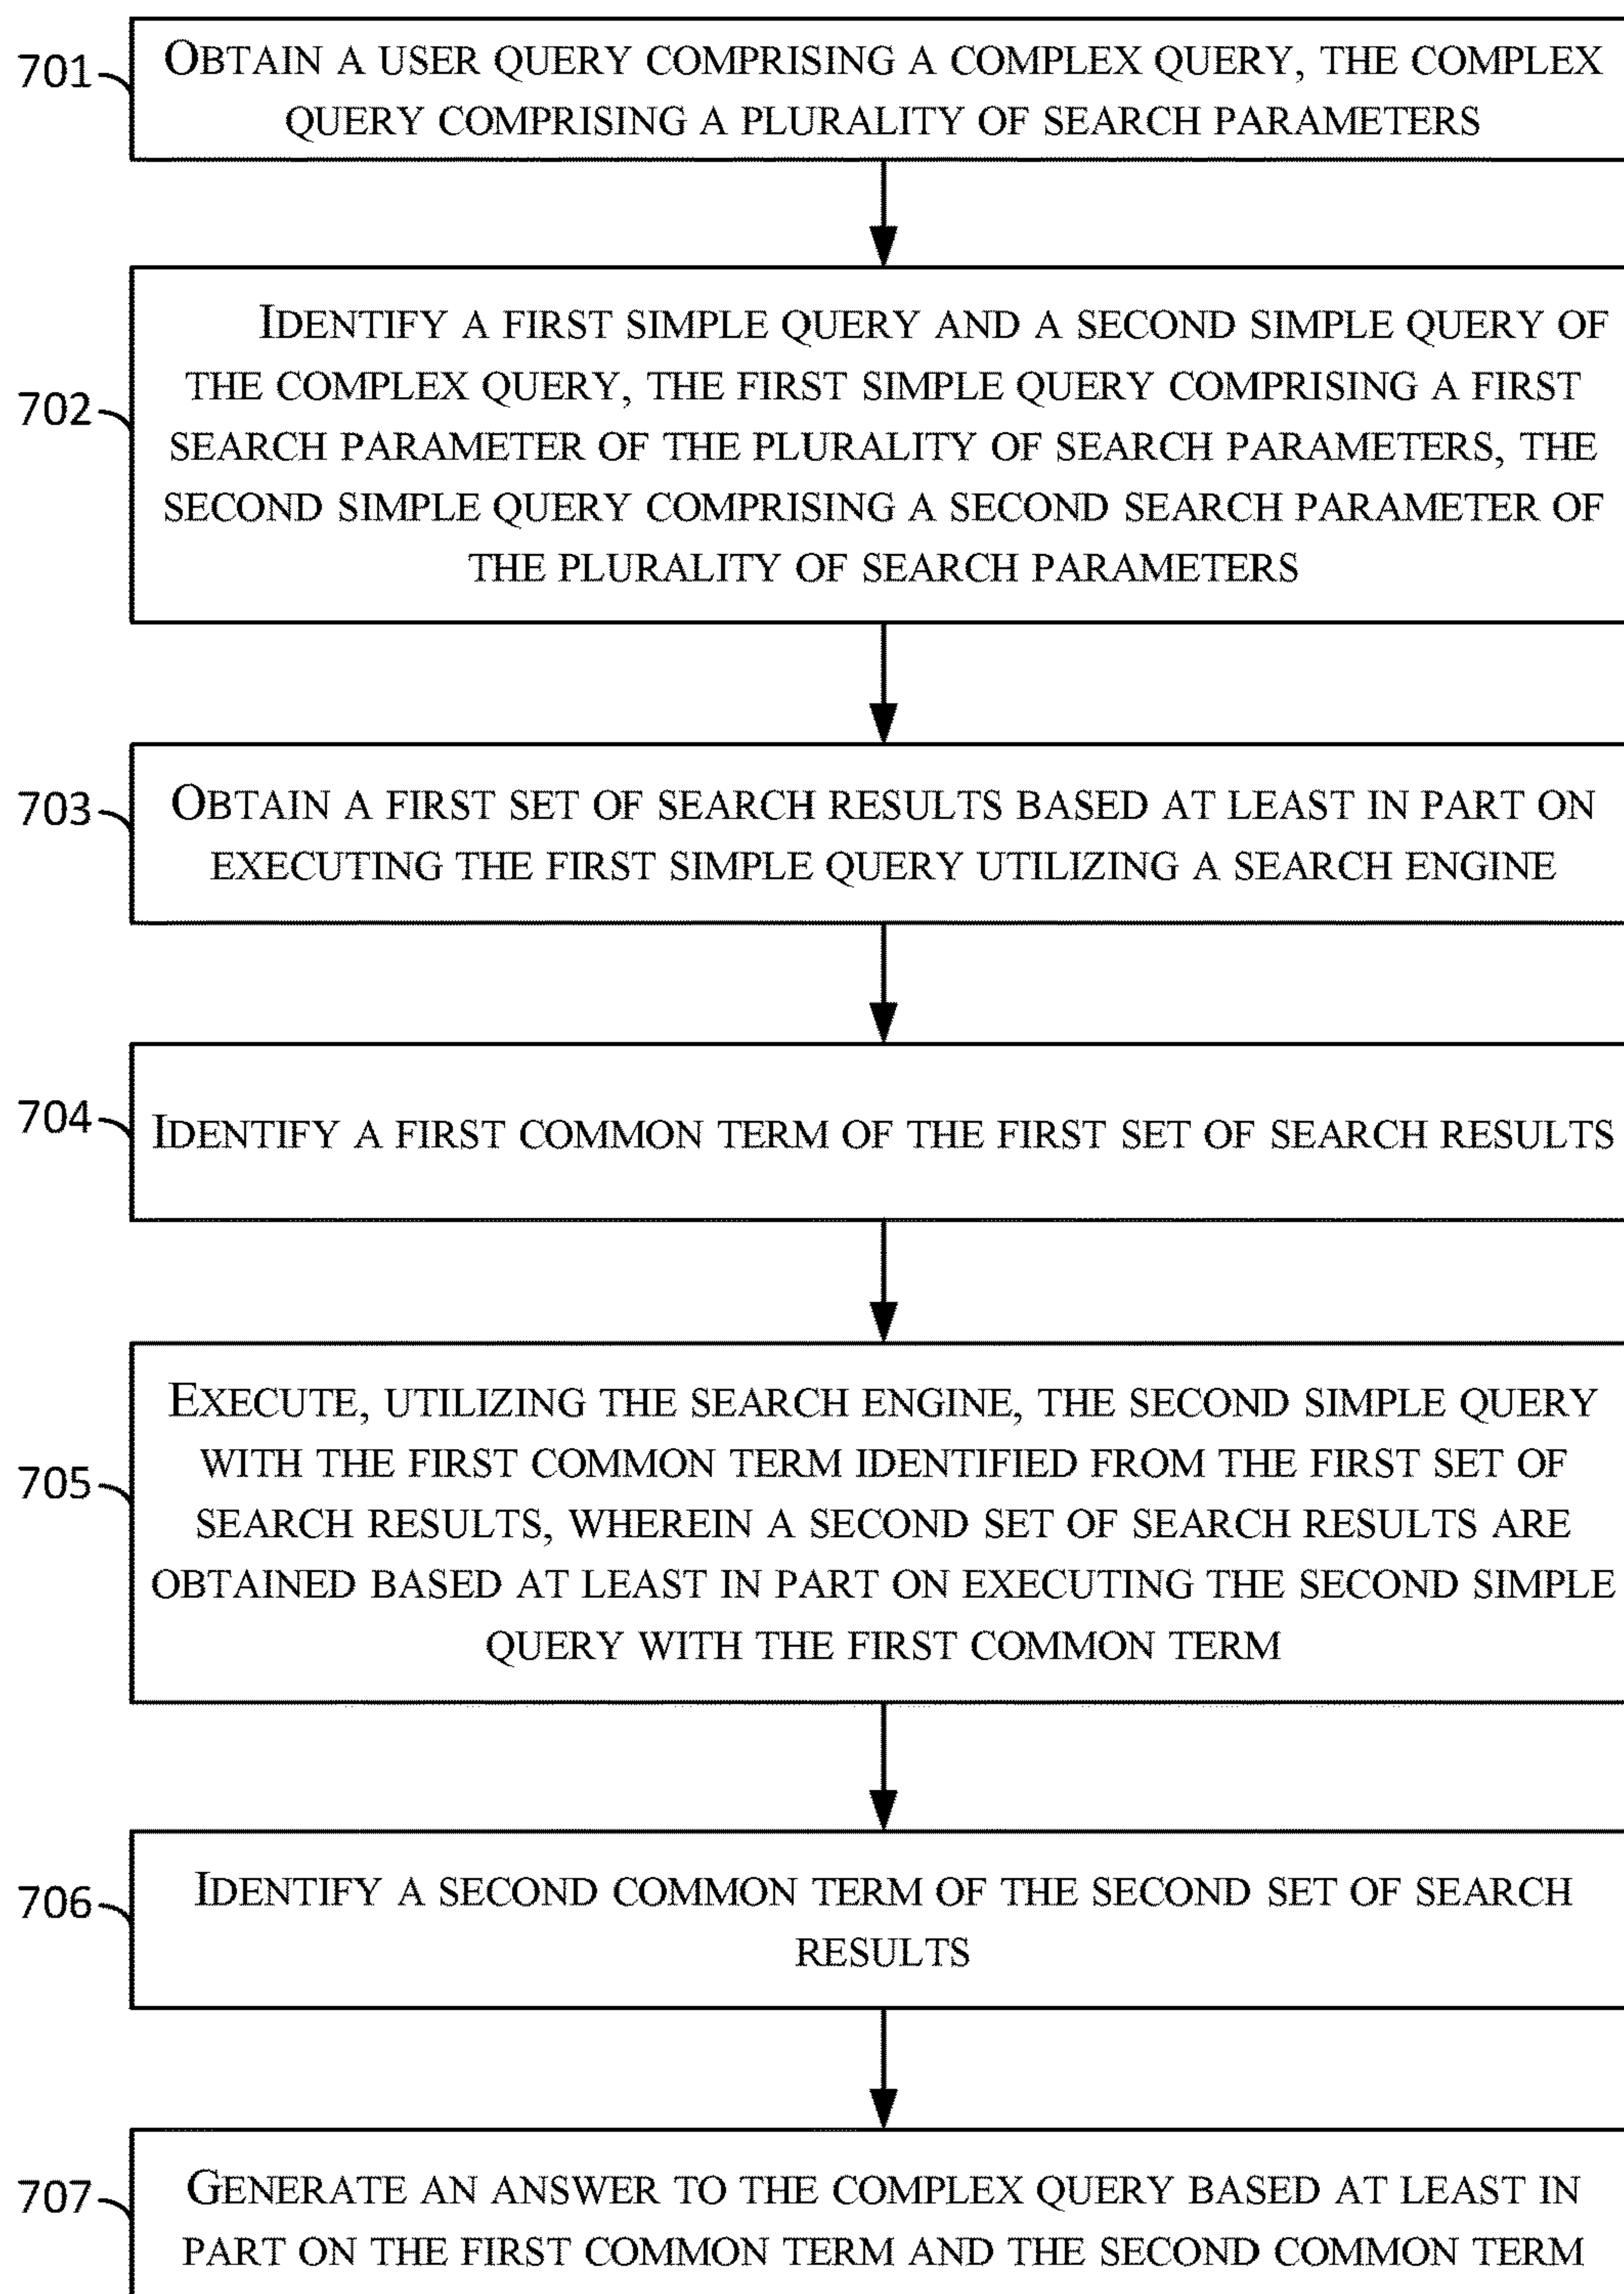 701
OBTAIN A USER QUERY COMPRISING A COMPLEX QUERY, THE COMPLEX
QUERY COMPRISING A PLURALITY OF SEARCH PARAMETERS
702
IDENTIFY A FIRST SIMPLE QUERY AND A SECOND SIMPLE QUERY OF
THE COMPLEX QUERY, THE FIRST SIMPLE QUERY COMPRISING A FIRST
SEARCH PARAMETER OF THE PLURALITY OF SEARCH PARAMETERS, THE
SECOND SIMPLE QUERY COMPRISING A SECOND SEARCH PARAMETER OF
THE PLURALITY OF SEARCH PARAMETERS
703
OBTAIN A FIRST SET OF SEARCH RESULTS BASED AT LEAST IN PART ON
EXECUTING THE FIRST SIMPLE QUERY UTILIZING A SEARCH ENGINE
704
IDENTIFY A FIRST COMMON TERM OF THE FIRST SET OF SEARCH RESULTS
705
EXECUTE, UTILIZING THE SEARCH ENGINE, THE SECOND SIMPLE QUERY
WITH THE FIRST COMMON TERM IDENTIFIED FROM THE FIRST SET OF
SEARCH RESULTS, WHEREIN A SECOND SET OF SEARCH RESULTS ARE
OBTAINED BASED AT LEAST IN PART ON EXECUTING THE SECOND SIMPLE
QUERY WITH THE FIRST COMMON TERM
706
IDENTIFY A SECOND COMMON TERM OF THE SECOND SET OF SEARCH
RESULTS
707
GENERATE AN ANSWER TO THE COMPLEX QUERY BASED AT LEAST IN
PART ON THE FIRST COMMON TERM AND THE SECOND COMMON TERM